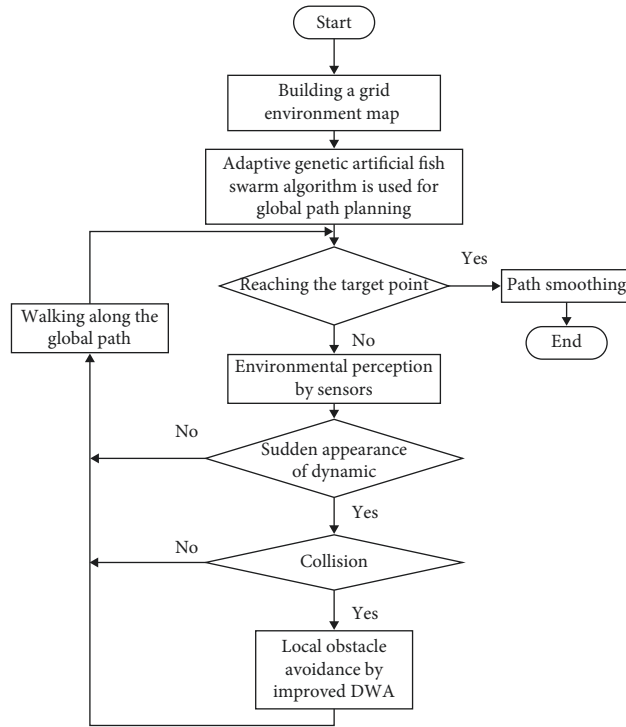 Start
Building a grid
environment map
Adaptive genetic artificial fish
swarm algorithm is used for
global path planning
Reaching the target point
Yes
Path smoothing
End
Walking along the
global path
No
Environmental perception
by sensors
No
Sudden appearance
of dynamic
Yes
No
Collision
Yes
Local obstacle
avoidance by
improved DWA